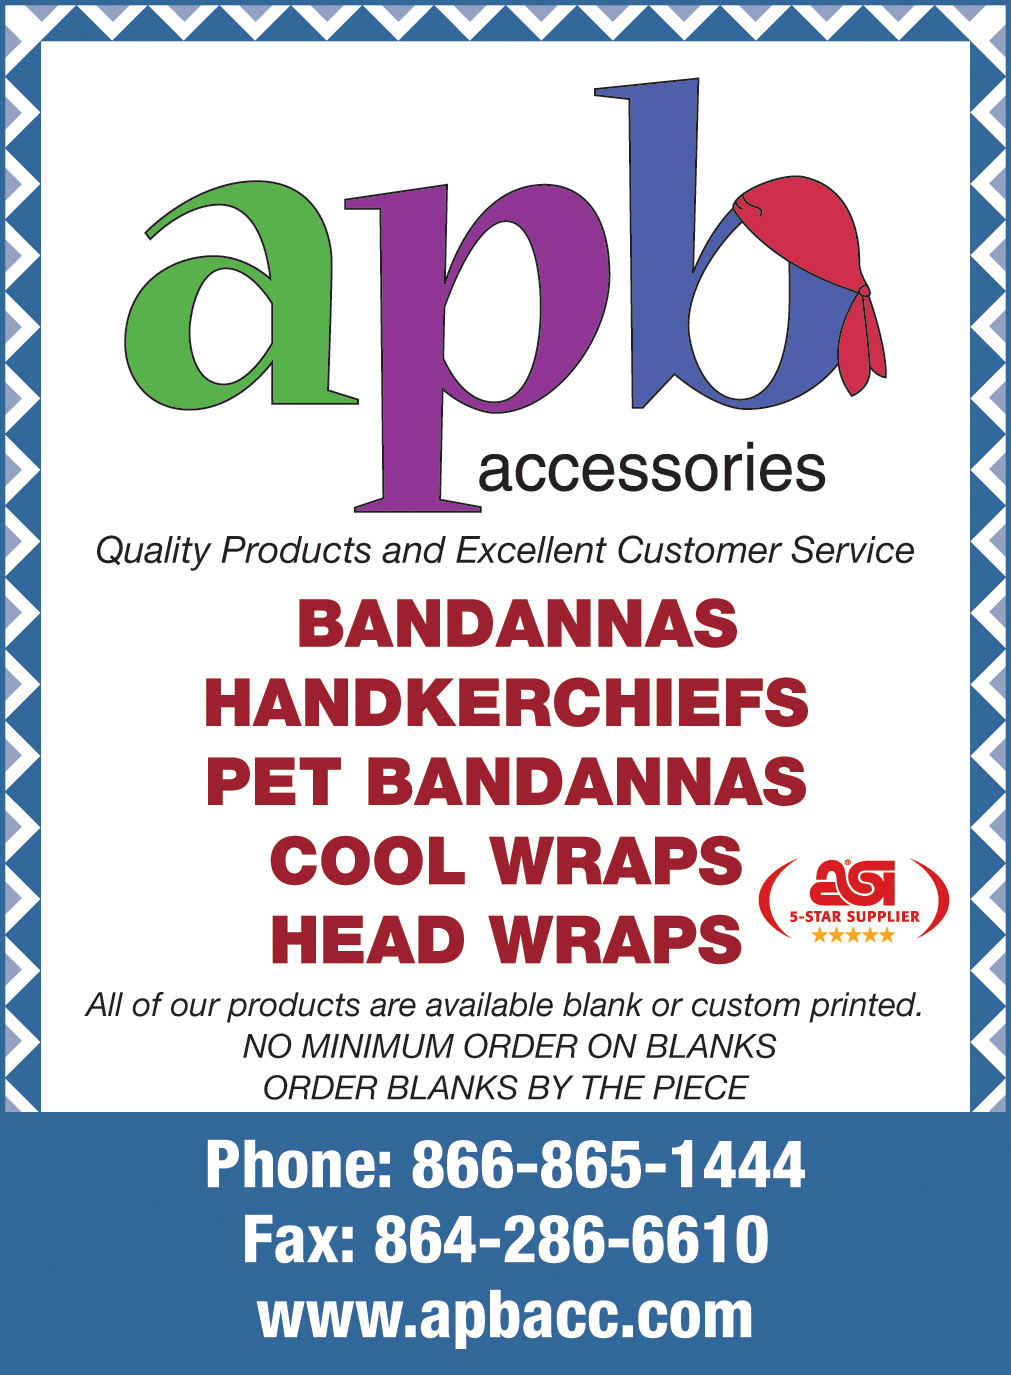 apb
accessories
Quality Products and Excellent Customer Service
BANDANNAS
HANDKERCHIEFS
PET BANDANNAS
COOL WRAPS
HEAD WRAPS
asi®
5-STAR SUPPLIER
All of our products are available blank or custom printed.
NO MINIMUM ORDER ON BLANKS
ORDER BLANKS BY THE PIECE
Phone: 866-865-1444
Fax: 864-286-6610
www.apbacc.com